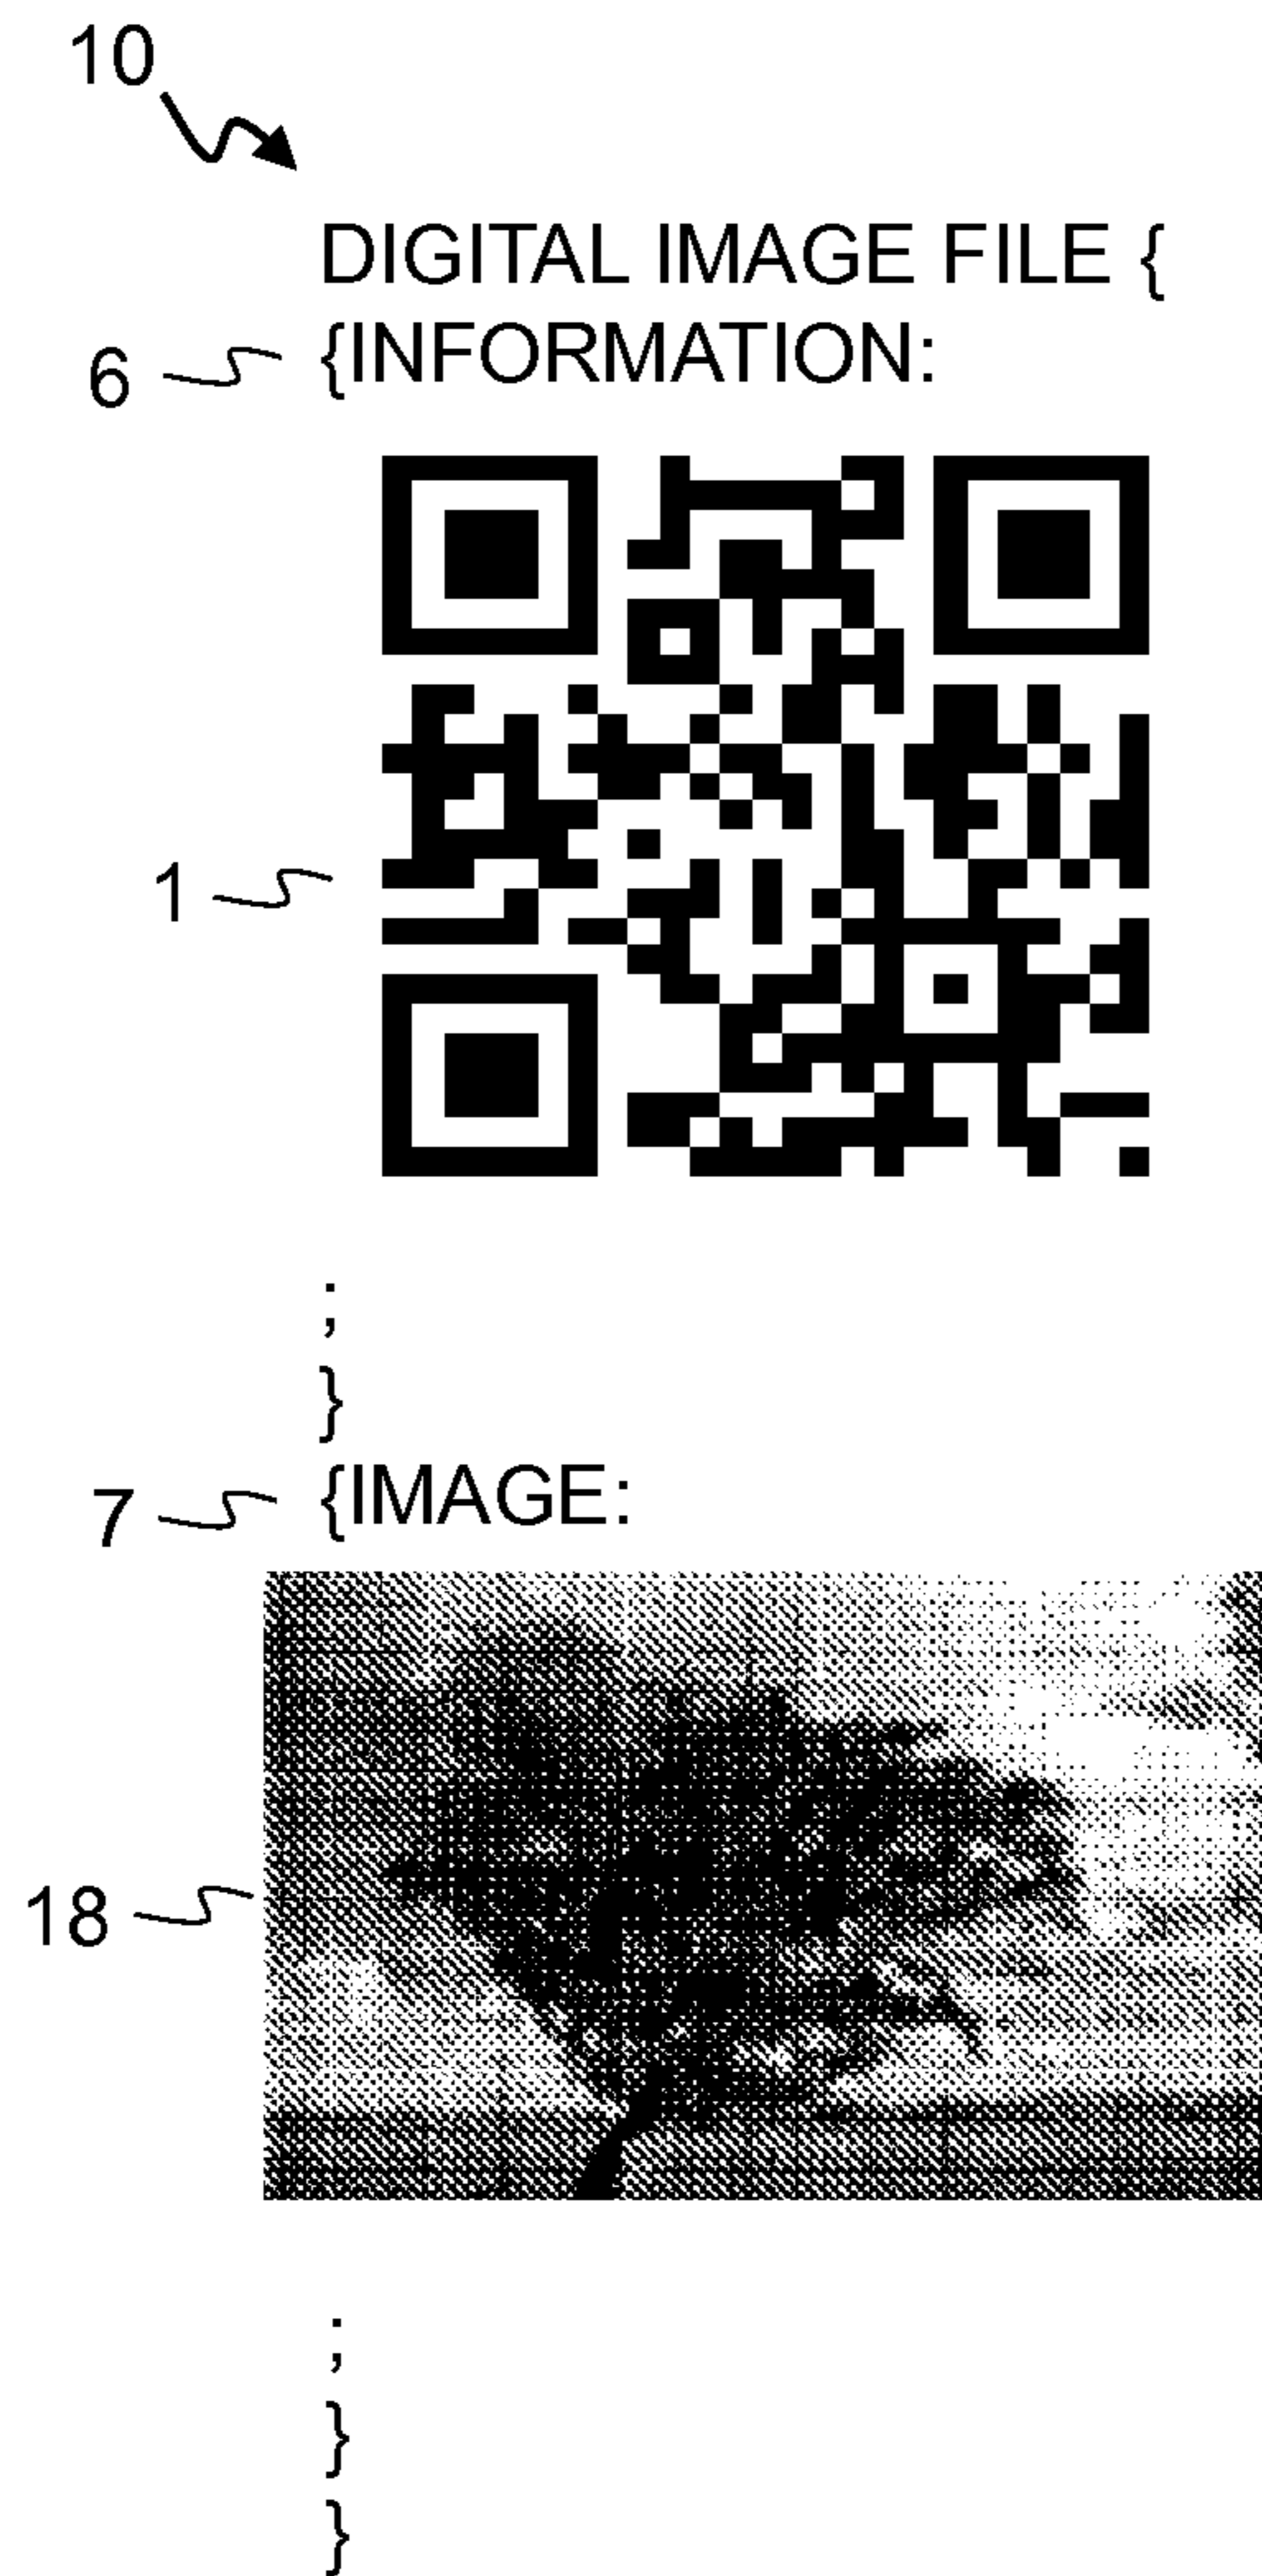 10
DIGITAL IMAGE FILE {
6 {INFORMATION:
1
;
}
7 {IMAGE:
18
;
}
}